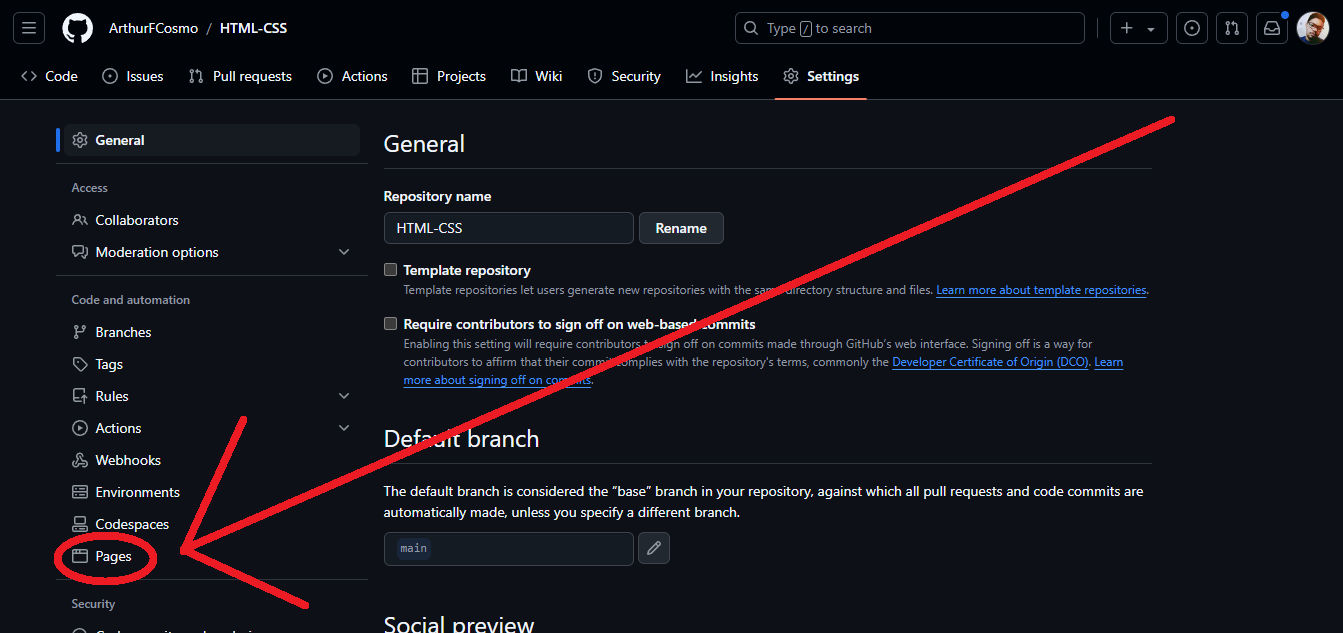 ArthurFCosmo / HTML-CSS
Type / to search
Code Issues Pull requests Actions Projects Wiki Security Insights Settings
General
Access
Collaborators
Moderation options
Code and automation
Branches
Tags
Rules
Actions
Webhooks
Environments
Codespaces
Pages
Security
General
Repository name
HTML-CSS Rename
Template repository
Template repositories let users generate new repositories with the same directory structure and files. Learn more about template repositories.
Require contributors to sign off on web-based commits
Enabling this setting will require contributors to sign off on commits made through GitHub’s web interface. Signing off is a way for
contributors to affirm that their commit complies with the repository's terms, commonly the Developer Certificate of Origin (DCO). Learn
more about signing off on commits.
Default branch
The default branch is considered the “base” branch in your repository, against which all pull requests and code commits are
automatically made, unless you specify a different branch.
main
Social preview